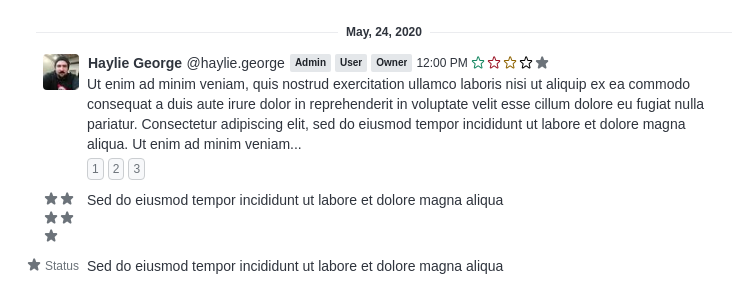 May, 24, 2020
Haylie George @haylie.george Admin User Owner 12:00 PM
Ut enim ad minim veniam, quis nostrud exercitation ullamco laboris nisi ut aliquip ex ea commodo
consequat a duis aute irure dolor in reprehenderit in voluptate velit esse cillum dolore eu fugiat nulla
pariatur. Consectetur adipiscing elit, sed do eiusmod tempor incididunt ut labore et dolore magna
aliqua. Ut enim ad minim veniam...
1 2 3
Sed do eiusmod tempor incididunt ut labore et dolore magna aliqua
Status Sed do eiusmod tempor incididunt ut labore et dolore magna aliqua